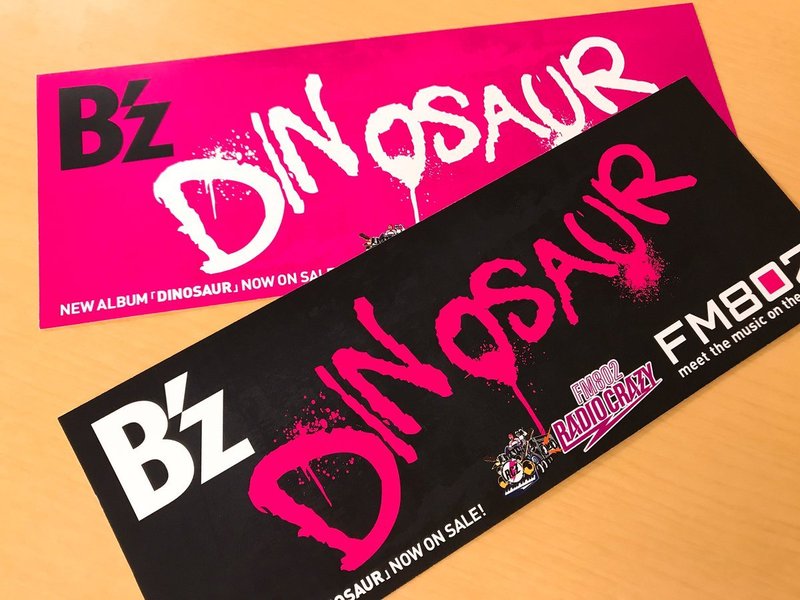 B'z
DINOSAUR
NEW ALBUM「DINOSAUR」NOW ON SALE
B'z
DINOSAUR
FM802
meet the music on the
FM802
RADIO CRAZY
DINOSAUR」NOW ON SALE!